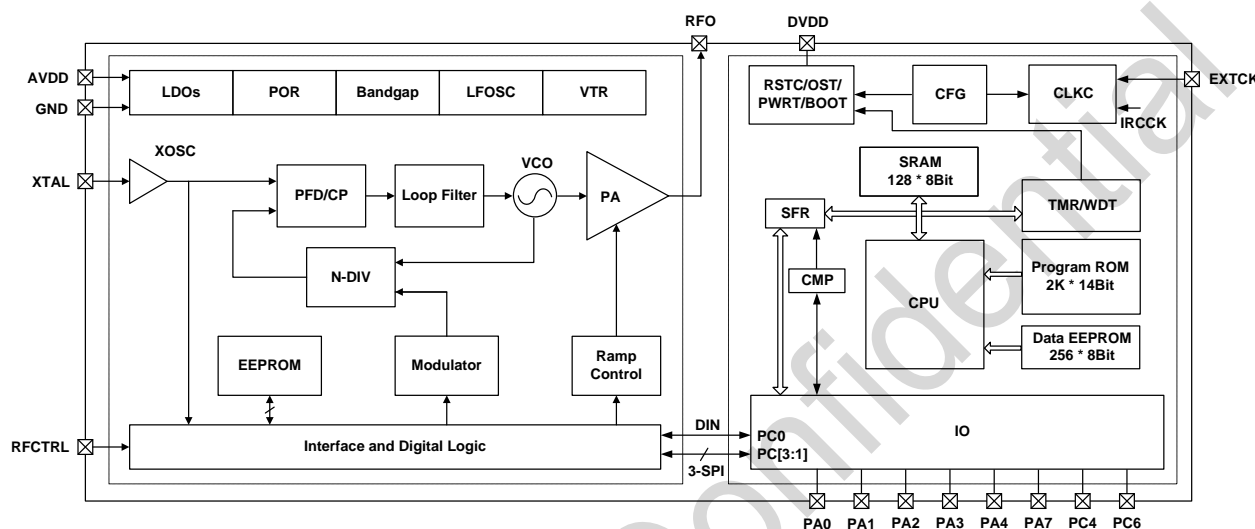 RFO
DVDD
AVDD
GND
LDOs
POR
Bandgap
LFOSC
VTR
RSTC/OST/
PWRT/BOOT
CFG
CLKC
EXTCK
IRCCK
XTAL
XOSC
PFD/CP
Loop Filter
VCO
PA
N-DIV
SRAM
128 * 8Bit
SFR
TMR/WDT
CMP
CPU
Program ROM
2K * 14Bit
Data EEPROM
256 * 8Bit
EEPROM
Modulator
Ramp
Control
RFCTRL
Interface and Digital Logic
DIN
3-SPI
PC0
PC[3:1]
IO
PA0
PA1
PA2
PA3
PA4
PA7
PC4
PC6
Confidential